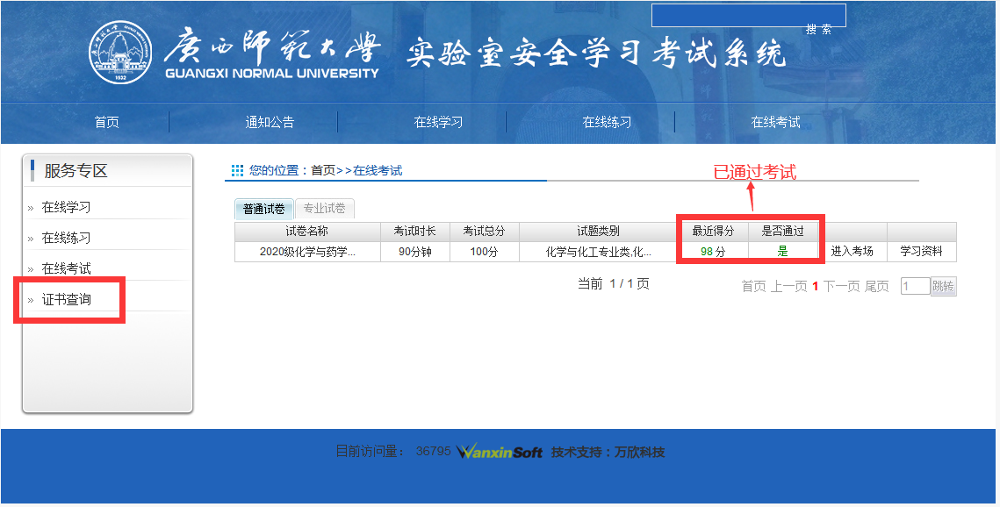 搜 索
广西师范大学
GUANGXI NORMAL UNIVERSITY
1932
实验室安全学习考试系统
首页 通知公告 在线学习 在线练习 在线考试
服务专区
» 在线学习
» 在线练习
» 在线考试
» 证书查询
您的位置：首页>>在线考试
已通过考试
普通试卷 专业试卷
试卷名称 考试时长 考试总分 试题类别 最近得分 是否通过
2020级化学与药学... 90分钟 100分 化学与化工专业类,化... 98 分 是 进入考场 学习资料
当前 1 / 1 页 首页 上一页 1 下一页 尾页 1 跳转
目前访问量： 36795 WanxinSoft 技术支持：万欣科技